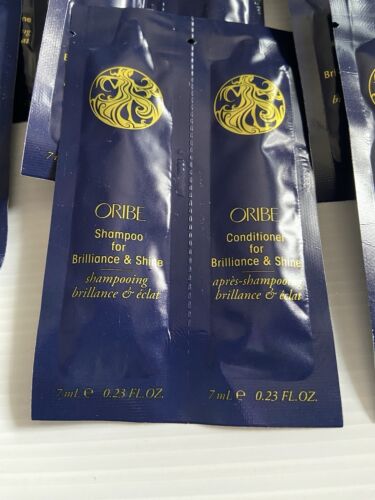 ORIBE
Shampoo
for
Brilliance & Shine
shampooing
brillance & éclat
7 mL e 0.23 FL.OZ.
ORIBE
Conditioner
for
Brilliance & Shine
après-shampooing
brillance & éclat
7 mL e 0.23 FL.OZ.